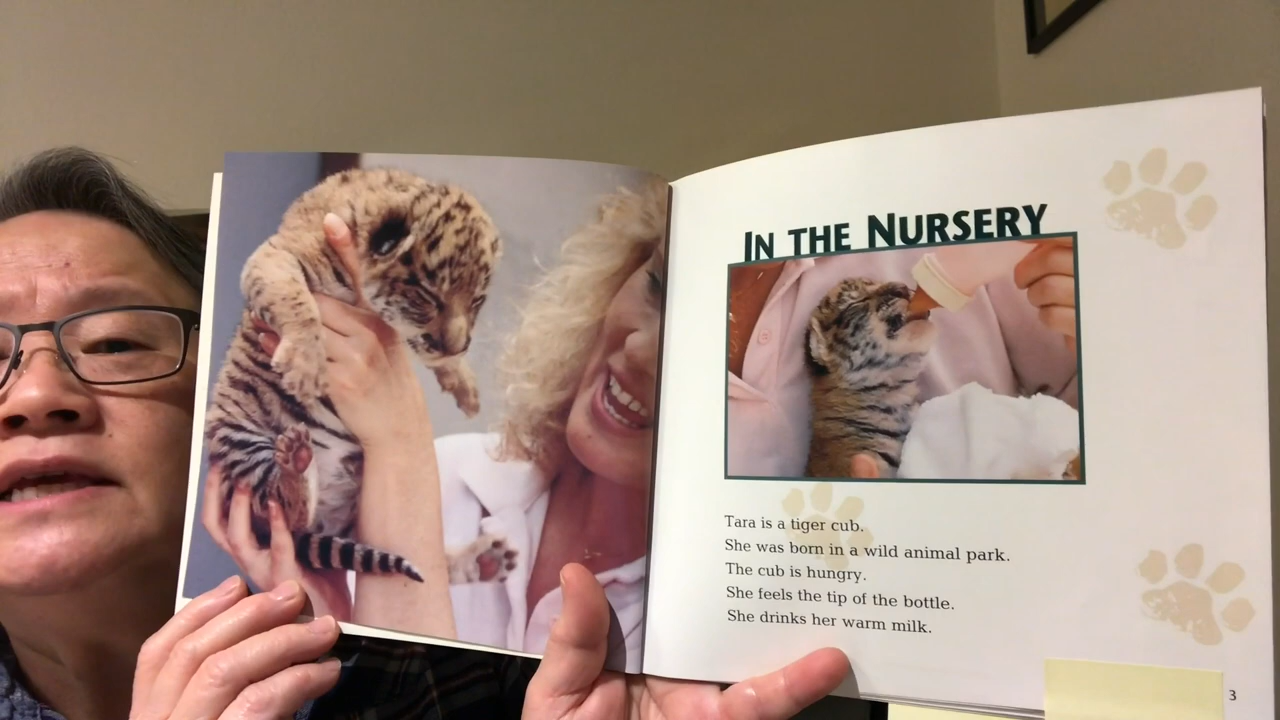 IN THE NURSERY
Tara is a tiger cub.
She was born in a wild animal park.
The cub is hungry.
She feels the tip of the bottle.
She drinks her warm milk.
3